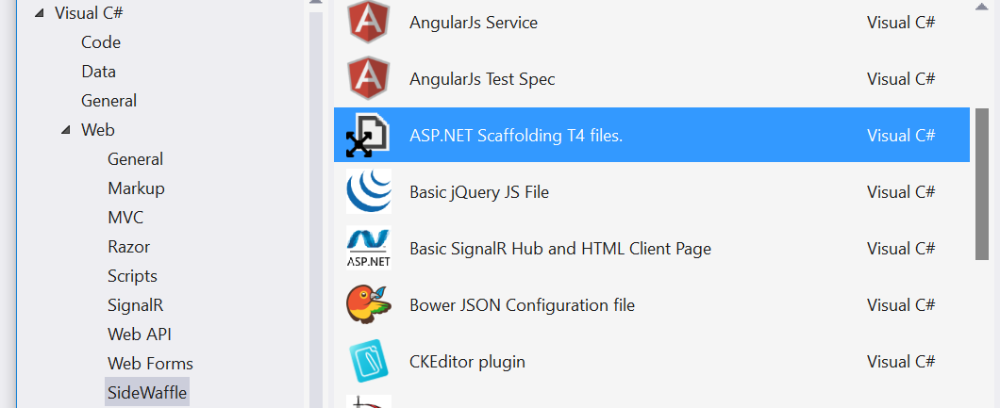 Visual C#
Code
Data
General
Web
General
Markup
MVC
Razor
Scripts
SignalR
Web API
Web Forms
SideWaffle
AngularJs Service Visual C#
AngularJs Test Spec Visual C#
ASP.NET Scaffolding T4 files. Visual C#
Basic jQuery JS File Visual C#
ASP.NET
Basic SignalR Hub and HTML Client Page Visual C#
Bower JSON Configuration file Visual C#
CKEditor plugin Visual C#